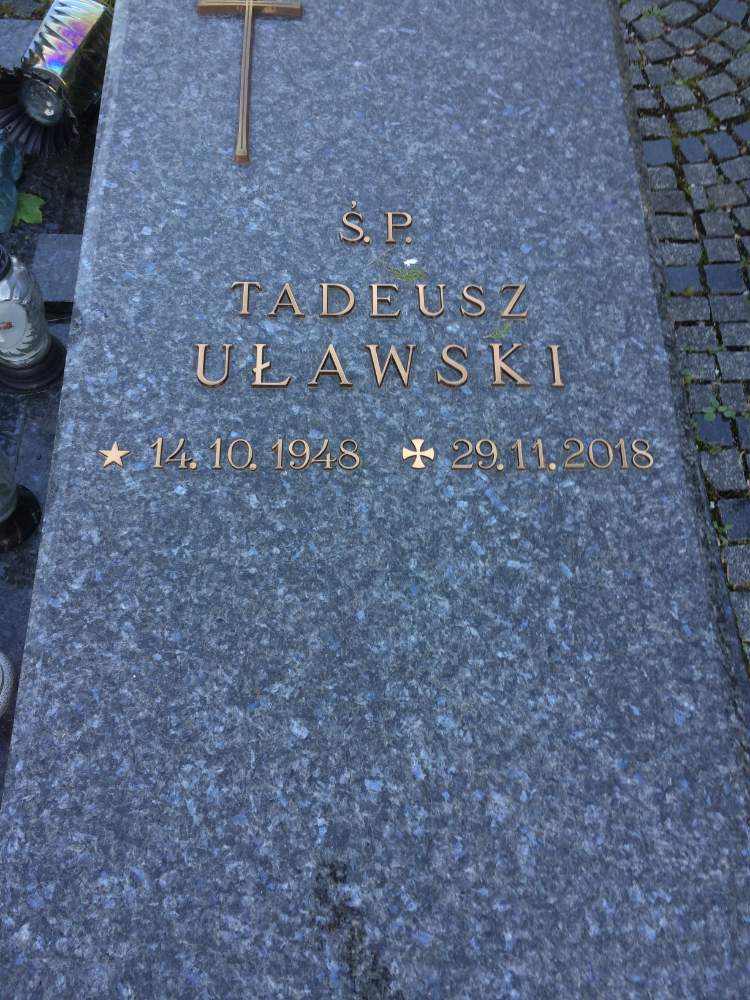 Ś.P.
TADEUSZ
UŁAWSKI
★ 14.10.1948 ✠ 29.11.2018